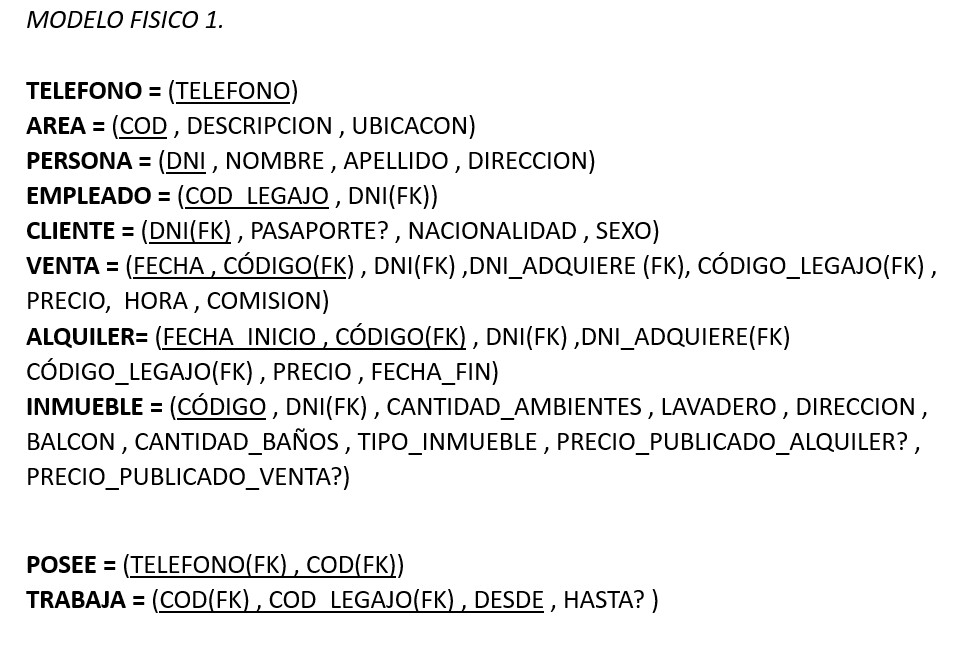 MODELO FISICO 1.
TELEFONO = (TELEFONO)
AREA = (COD , DESCRIPCION , UBICACON)
PERSONA = (DNI , NOMBRE , APELLIDO , DIRECCION)
EMPLEADO = (COD_LEGAJO , DNI(FK))
CLIENTE = (DNI(FK) , PASAPORTE? , NACIONALIDAD , SEXO)
VENTA = (FECHA , CÓDIGO(FK) , DNI(FK) ,DNI_ADQUIERE (FK), CÓDIGO_LEGAJO(FK) ,
PRECIO, HORA , COMISION)
ALQUILER= (FECHA_INICIO , CÓDIGO(FK) , DNI(FK) ,DNI_ADQUIERE(FK)
CÓDIGO_LEGAJO(FK) , PRECIO , FECHA_FIN)
INMUEBLE = (CÓDIGO , DNI(FK) , CANTIDAD_AMBIENTES , LAVADERO , DIRECCION ,
BALCON , CANTIDAD_BAÑOS , TIPO_INMUEBLE , PRECIO_PUBLICADO_ALQUILER? ,
PRECIO_PUBLICADO_VENTA?)
POSEE = (TELEFONO(FK) , COD(FK))
TRABAJA = (COD(FK) , COD_LEGAJO(FK) , DESDE , HASTA? )